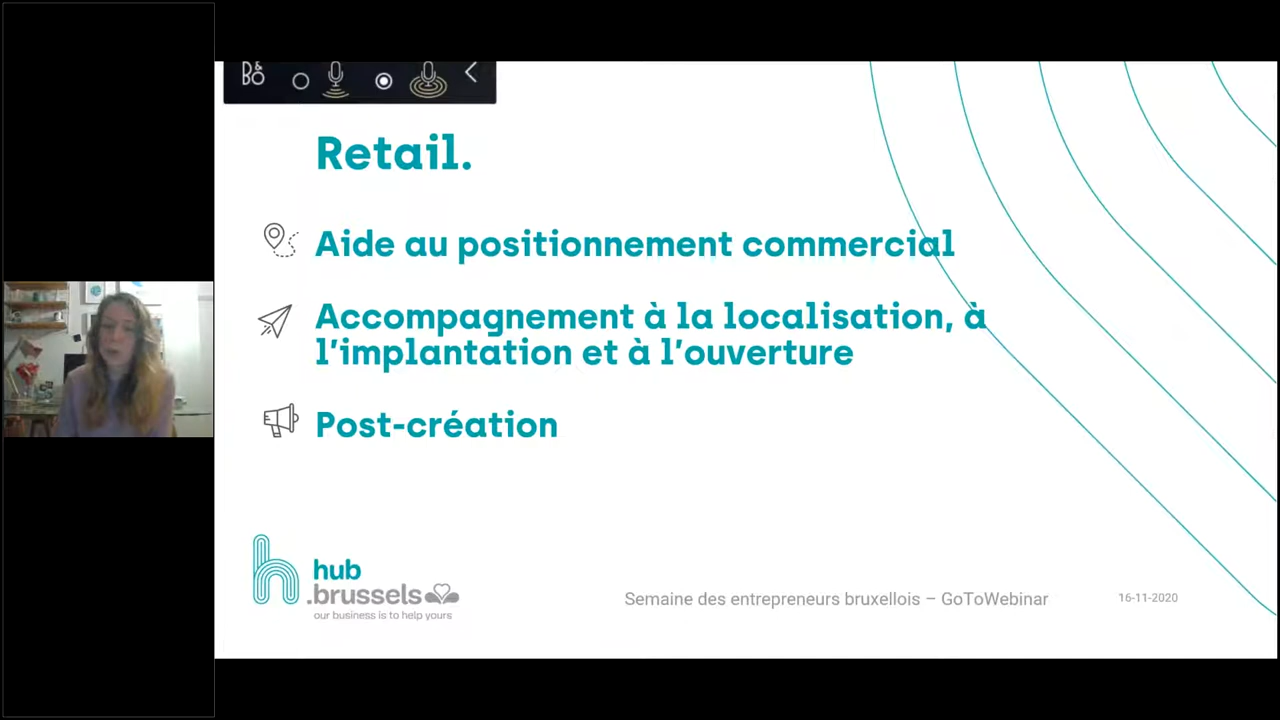 B&
BO
Retail.
Aide au positionnement commercial
Accompagnement à la localisation, à
l’implantation et à l’ouverture
Post-création
hub
.brussels
our business is to help yours
Semaine des entrepreneurs bruxellois – GoToWebinar
16-11-2020